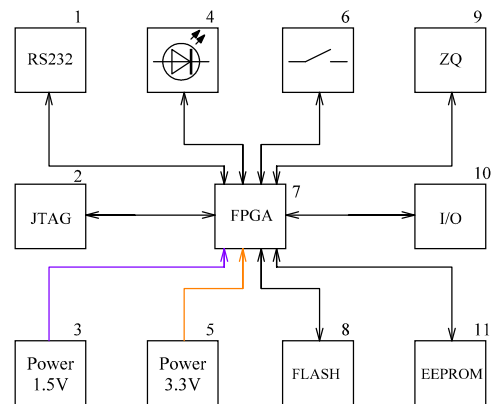 1
4
6
9
RS232
ZQ
2
7
10
JTAG
FPGA
I/O
3
5
8
11
Power
1.5V
Power
3.3V
FLASH
EEPROM